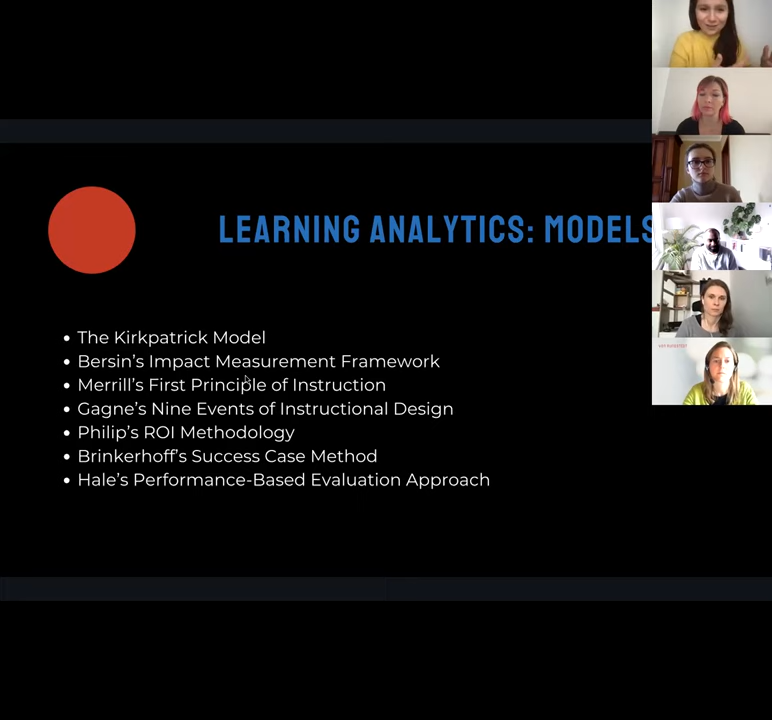 LEARNING ANALYTICS: MODELS
• The Kirkpatrick Model
• Bersin's Impact Measurement Framework
• Merrill's First Principle of Instruction
• Gagne's Nine Events of Instructional Design
• Philip's ROI Methodology
• Brinkerhoff's Success Case Method
• Hale's Performance-Based Evaluation Approach